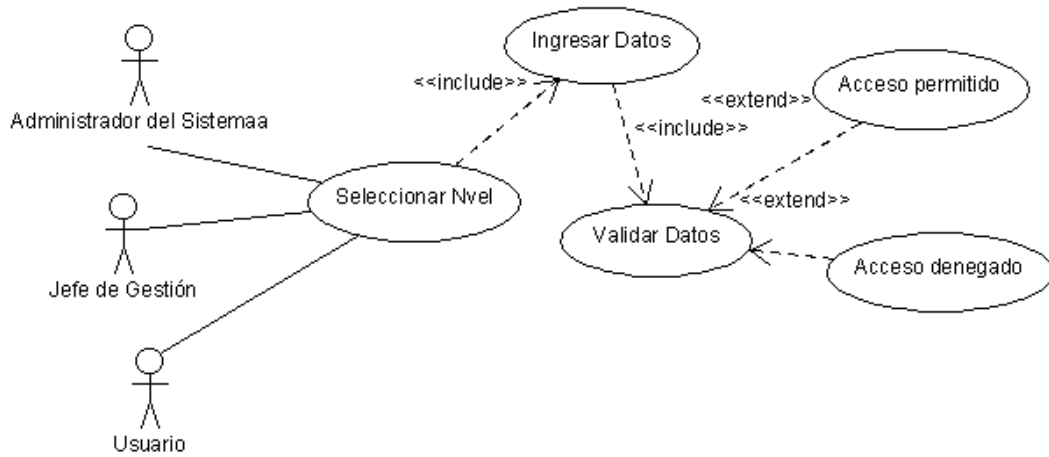 Ingresar Datos
<<include>>
Acceso permitido
<<extend>>
<<include>>
Administrador del Sistemaa
Seleccionar Nvel
<<extend>>
Validar Datos
Acceso denegado
Jefe de Gestión
Usuario